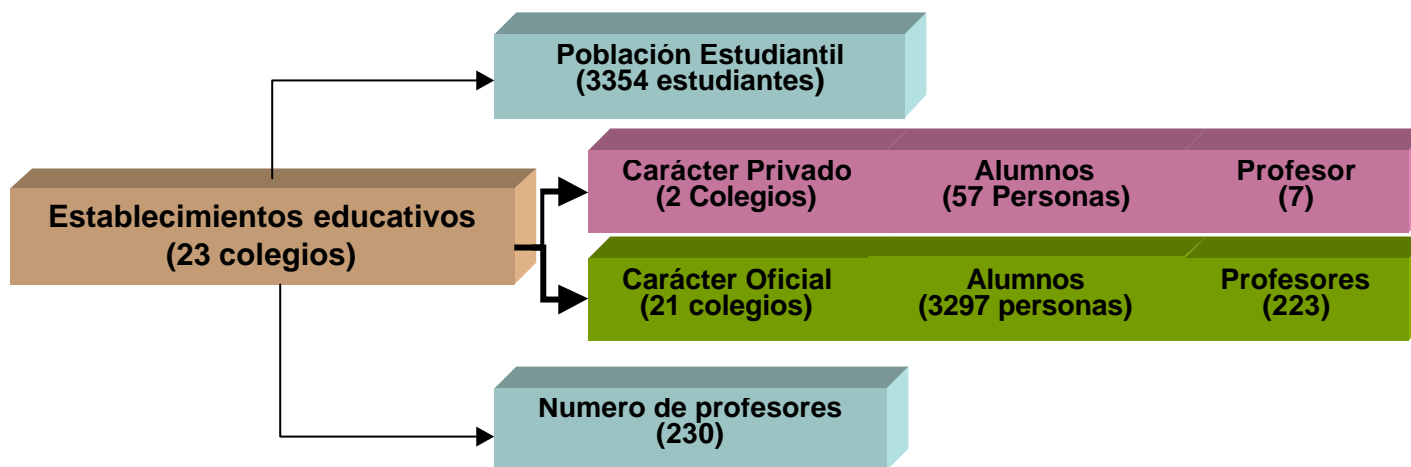 Población Estudiantil
(3354 estudiantes)
Establecimientos educativos
(23 colegios)
Carácter Privado
(2 Colegios)
Alumnos
(57 Personas)
Profesor
(7)
Carácter Oficial
(21 colegios)
Alumnos
(3297 personas)
Profesores
(223)
Numero de profesores
(230)